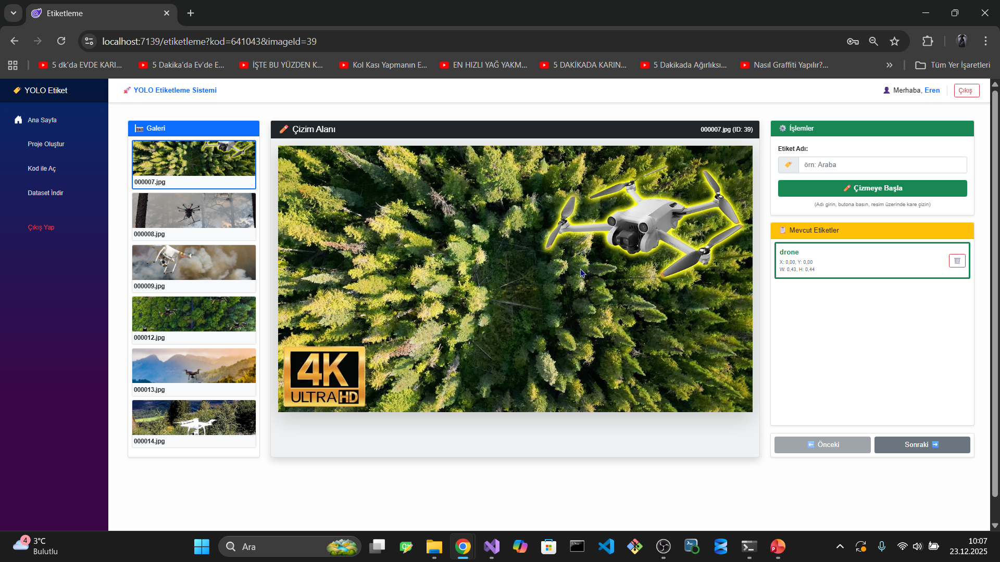 Etiketleme
localhost:7139/etiketleme?kod=641043&imageId=39
5 dk'da EVDE KARI...
5 Dakika'da Ev'de E...
İŞTE BU YÜZDEN K...
Kol Kası Yapmanın E...
EN HIZLI YAĞ YAKM...
5 DAKİKADA KARIN...
5 Dakikada Ağırlıksı...
Nasıl Graffiti Yapılır?...
Tüm Yer İşaretleri
YOLO Etiket
YOLO Etiketleme Sistemi
Merhaba, Eren
Çıkış
Ana Sayfa
Proje Oluştur
Kod ile Aç
Dataset İndir
Çıkış Yap
Galeri
000007.jpg
000008.jpg
000009.jpg
000012.jpg
000013.jpg
000014.jpg
Çizim Alanı
000007.jpg (ID: 39)
4K
ULTRA HD
İşlemler
Etiket Adı:
örn: Araba
Çizmeye Başla
(Adı girin, butona basın, resim üzerinde kare çizin)
Mevcut Etiketler
drone
X: 0,00, Y: 0,00
W: 0,43, H: 0,44
Önceki
Sonraki
4
3°C
Bulutlu
Ara
10:07
23.12.2025